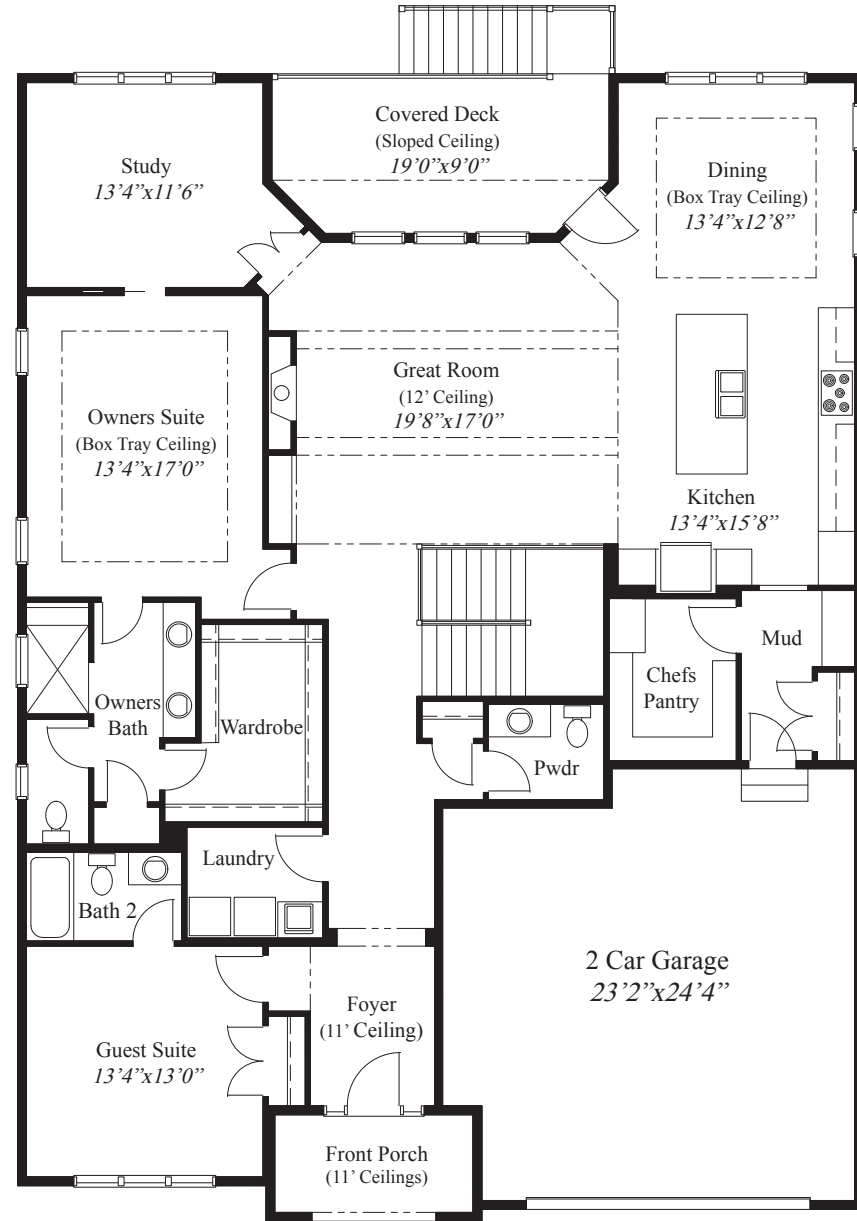 Covered Deck
(Sloped Ceiling)
19’0”x9’0”
Study
13’4”x11’6”
Dining
(Box Tray Ceiling)
13’4”x12’8”
Great Room
(12’ Ceiling)
19’8”x17’0”
Owners Suite
(Box Tray Ceiling)
13’4”x17’0”
Kitchen
13’4”x15’8”
Mud
Chefs
Pantry
Owners
Bath
Wardrobe
Pwdr
Laundry
Bath 2
2 Car Garage
23’2”x24’4”
Foyer
(11’ Ceiling)
Guest Suite
13’4”x13’0”
Front Porch
(11’ Ceilings)